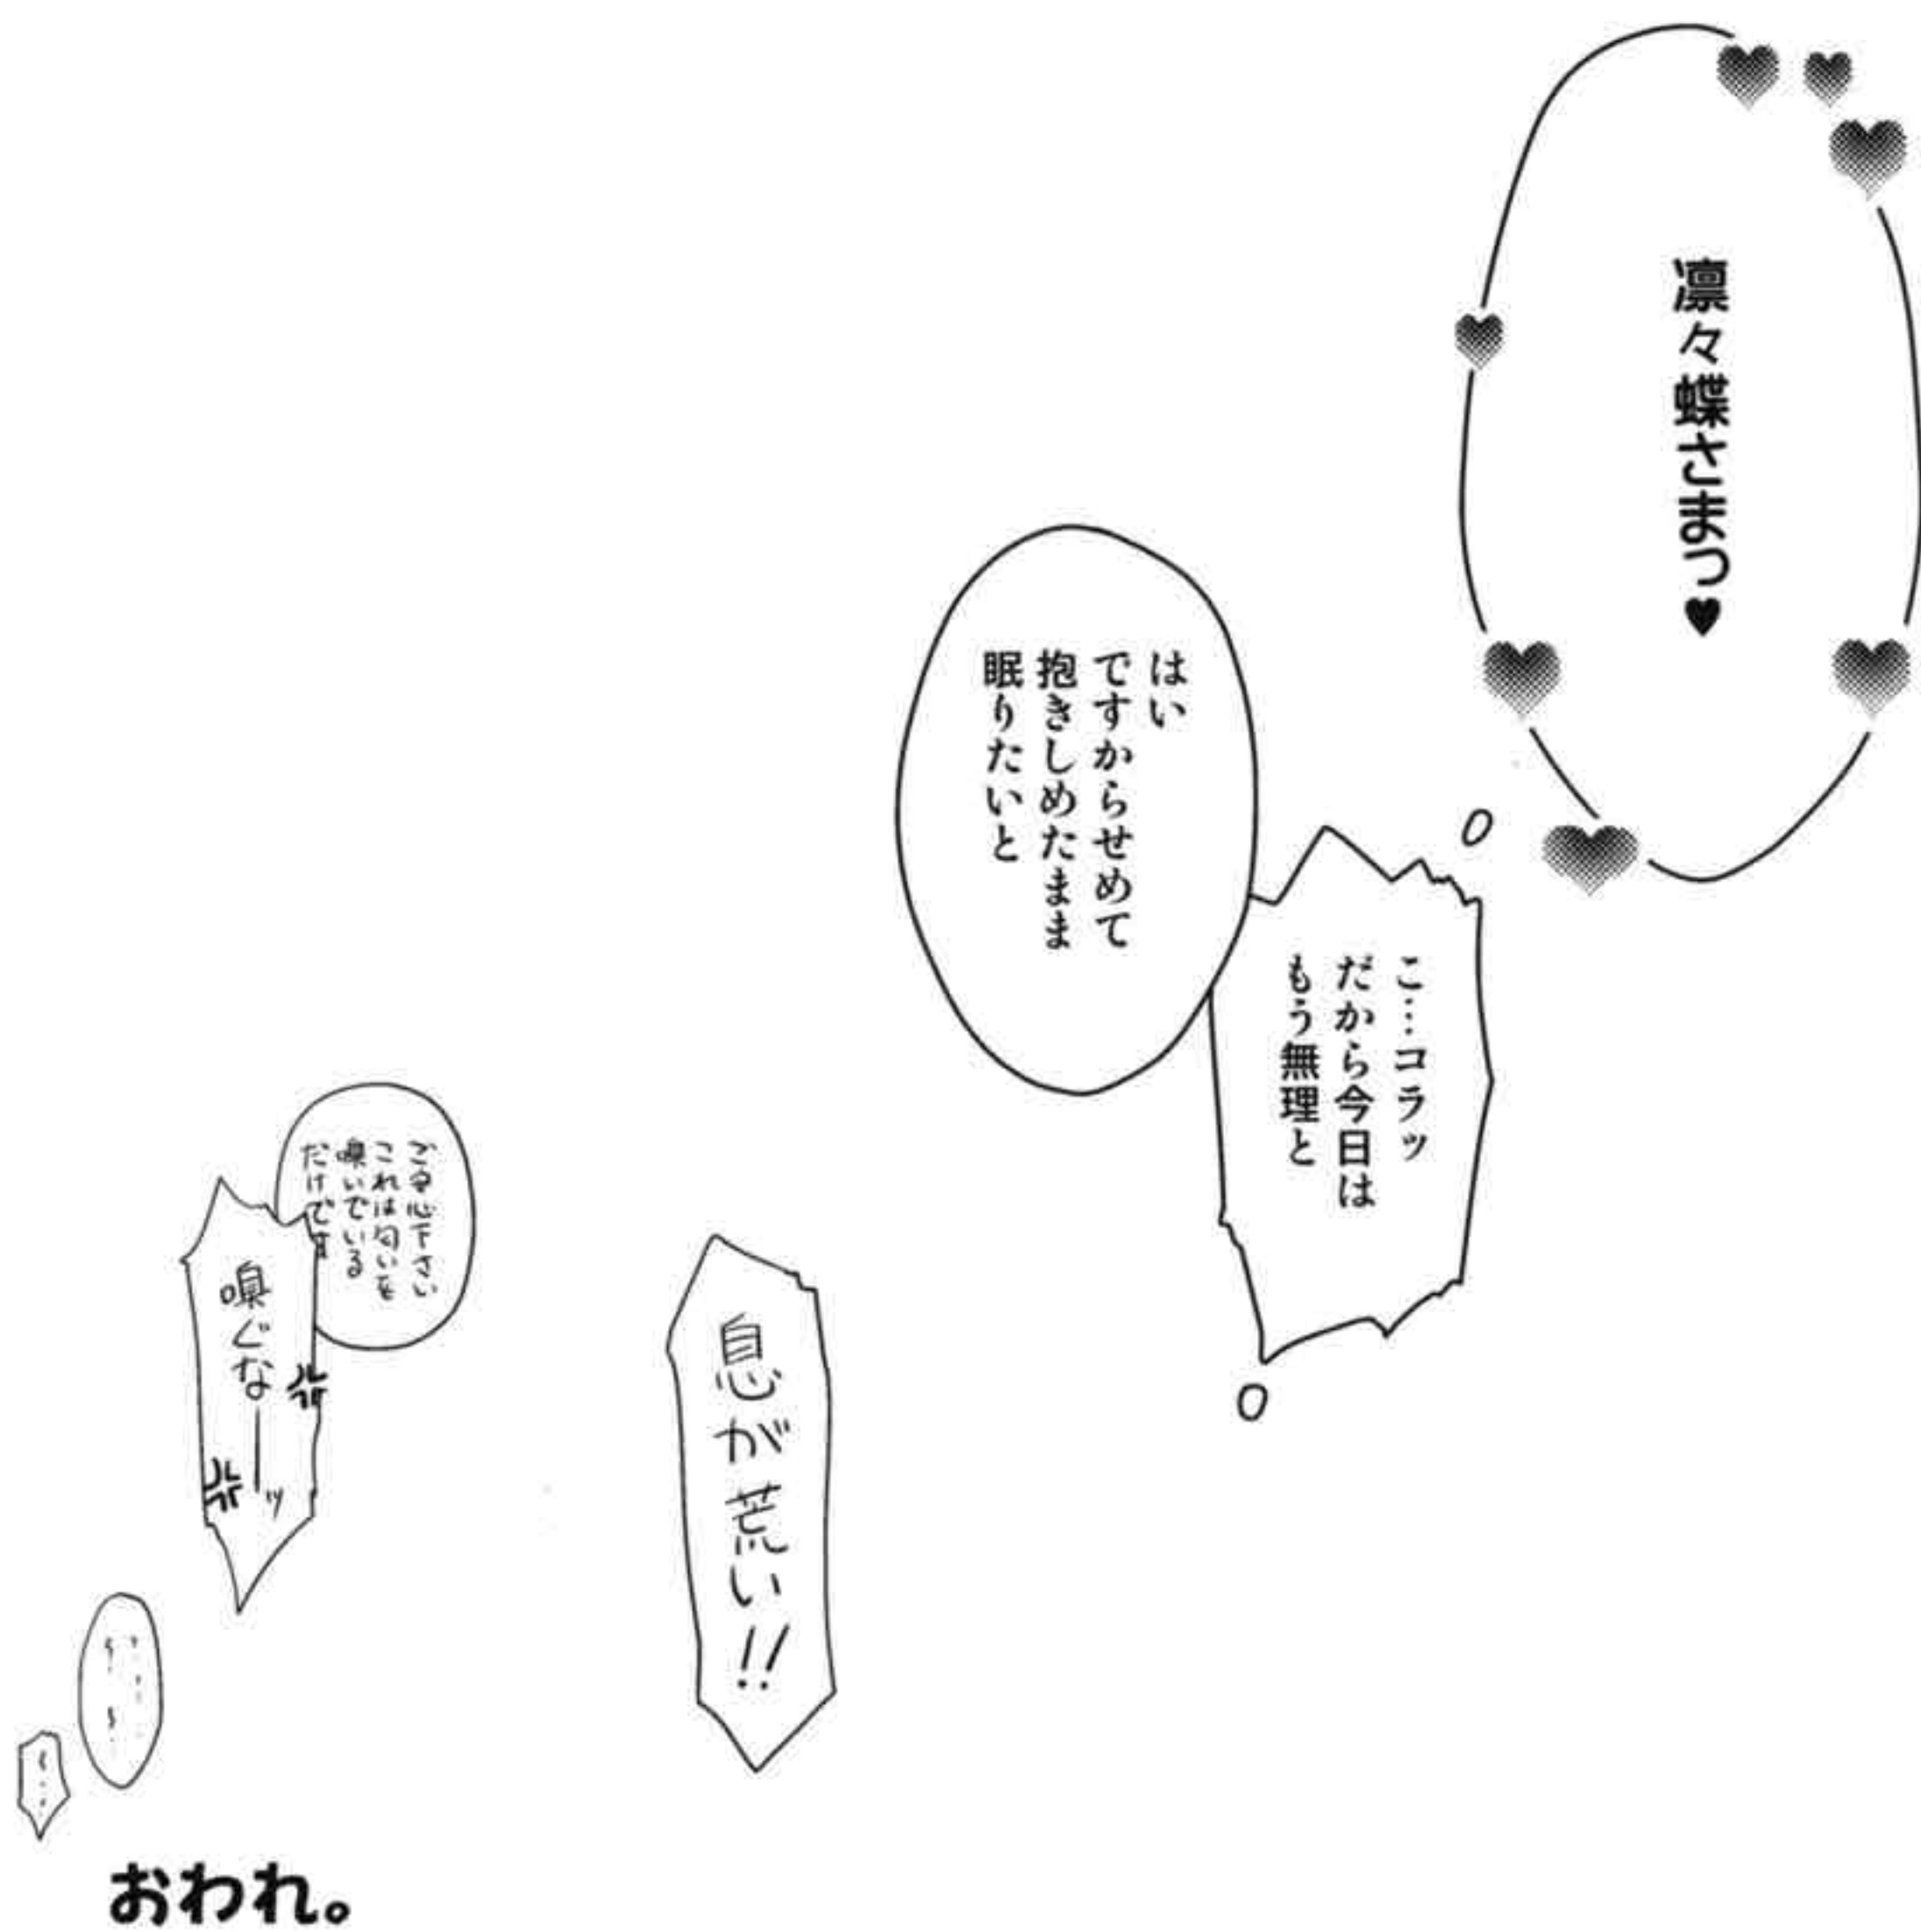 凛々蝶さまっ♥
こ…コラッ
だから今日は
もう無理と
はい
ですからせめて
抱きしめたまま
眠りたいと
息が荒い!!
ご安心下さい
これは匂いを
嗅いでいる
だけです
嗅ぐなーーッ
おわれ。